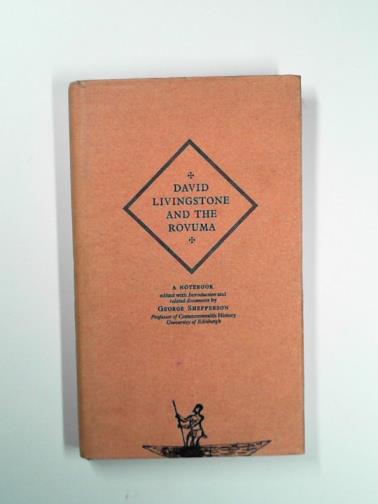 DAVID
LIVINGSTONE
AND THE
ROVUMA
A NOTEBOOK
edited with Introduction and
related documents by
GEORGE SHEPPERSON
Professor of Commonwealth History
University of Edinburgh